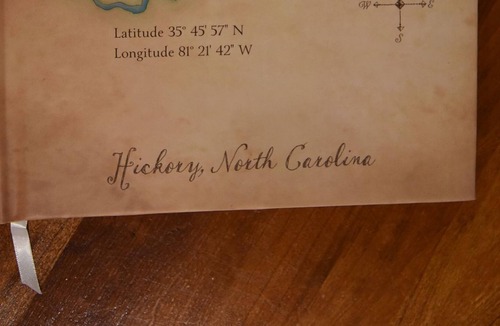 W E
S
Latitude 35° 45' 57" N
Longitude 81° 21' 42" W
Hickory, North Carolina